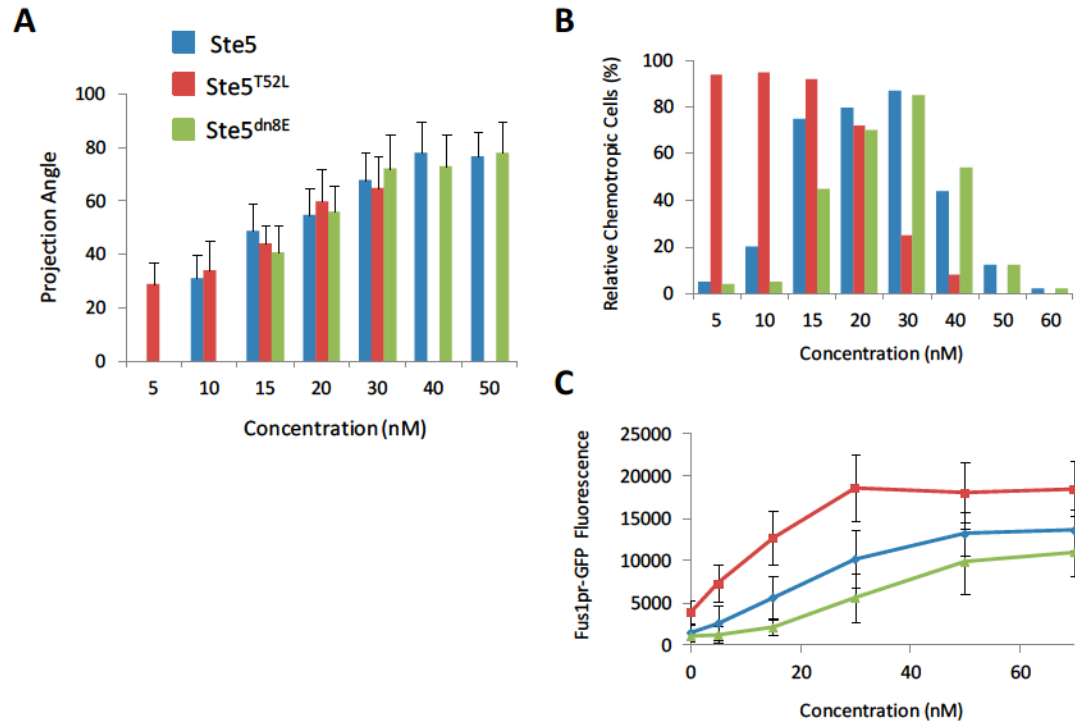 A
Ste5
Ste5T52L
Ste5dn8E
Projection Angle
100
80
60
40
20
0
5 10 15 20 30 40 50
Concentration (nM)
B
Relative Chemotropic Cells (%)
100
80
60
40
20
0
5 10 15 20 30 40 50 60
Concentration (nM)
C
Fus1pr-GFP Fluorescence
25000
20000
15000
10000
5000
0
0 20 40 60
Concentration (nM)